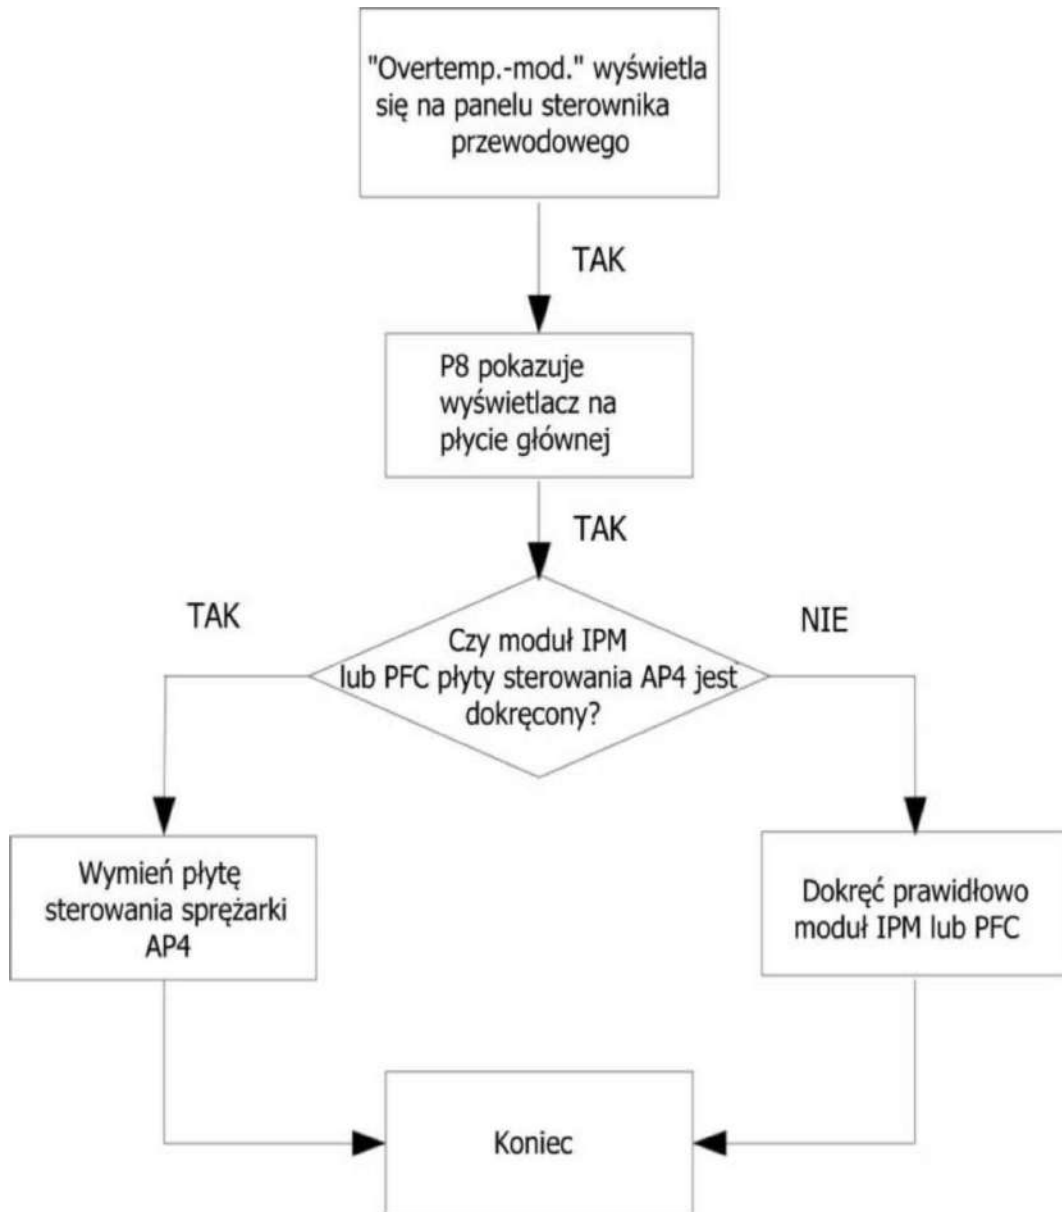 "Overtemp.-mod." wyświetla
się na panelu sterownika
przewodowego
TAK
P8 pokazuje
wyświetlacz na
płycie głównej
TAK
TAK
NIE
Czy moduł IPM
lub PFC płyty sterowania AP4 jest
dokręcony?
Wymień płytę
sterowania sprężarki
AP4
Dokręć prawidłowo
moduł IPM lub PFC
Koniec